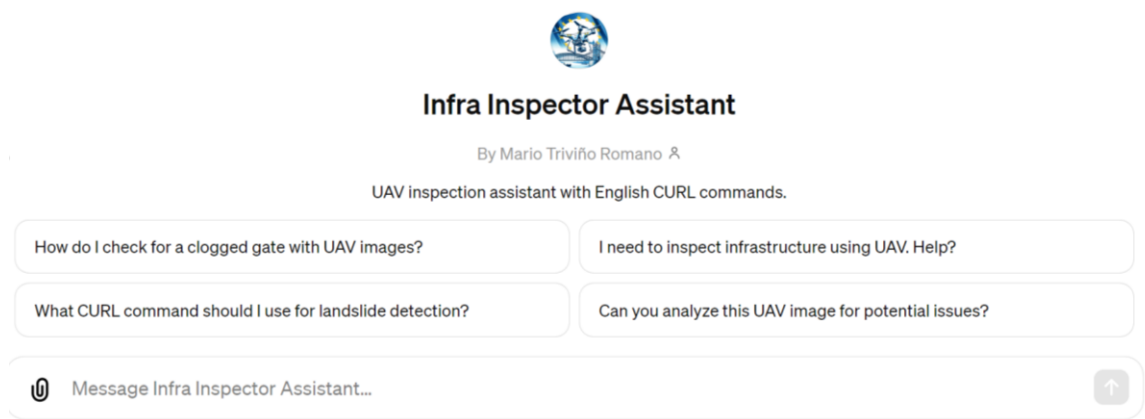 Infra Inspector Assistant
By Mario Triviño Romano
UAV inspection assistant with English CURL commands.
How do I check for a clogged gate with UAV images?
I need to inspect infrastructure using UAV. Help?
What CURL command should I use for landslide detection?
Can you analyze this UAV image for potential issues?
Message Infra Inspector Assistant...